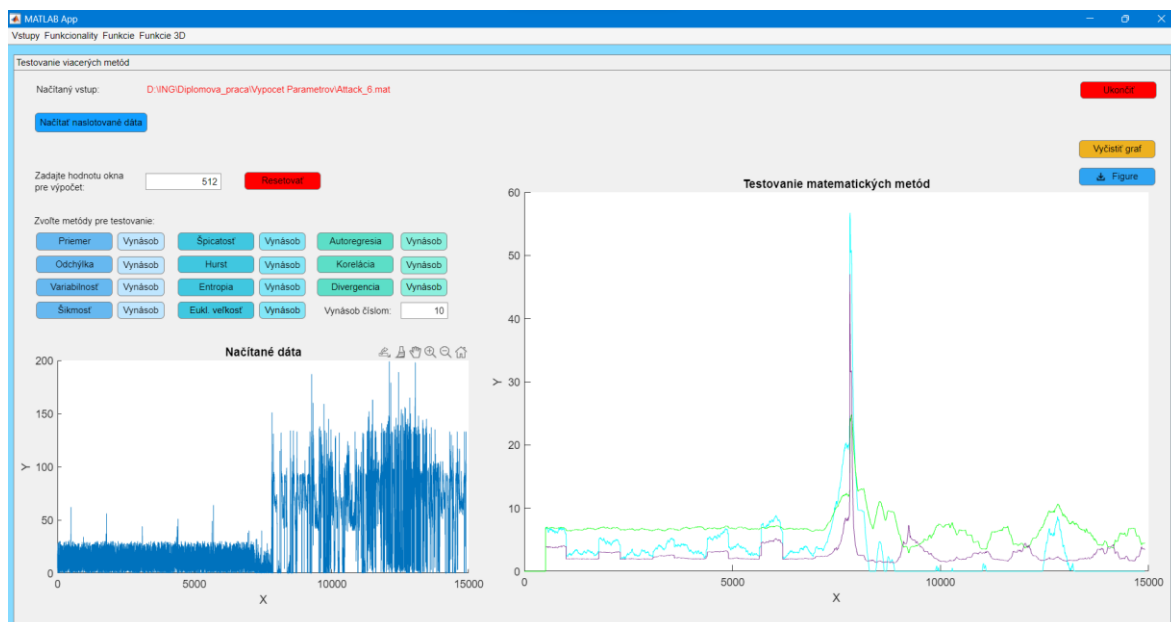 MATLAB App
Vstupy Funkcionality Funkcie Funkcie 3D
Testovanie viacerých metód
Načítaný vstup: D:\ING\Diplomova_praca\Vypocet Parametrov\Attack_6.mat
Ukončiť
Načítať naslotované dáta
Vyčistiť graf
Figure
Zadajte hodnotu okna
pre výpočet:
512
Resetovať
Zvoľte metódy pre testovanie:
Priemer Vynásob Špicatosť Vynásob Autoregresia Vynásob
Odchýlka Vynásob Hurst Vynásob Korelácia Vynásob
Variabilnosť Vynásob Entropia Vynásob Divergencia Vynásob
Šikmosť Vynásob Eukl. veľkosť Vynásob Vynásob číslom: 10
Načítané dáta
200
150
100
50
0
Y
0 5000 10000 15000
X
Testovanie matematických metód
60
50
40
30
20
10
0
Y
0 5000 10000 15000
X